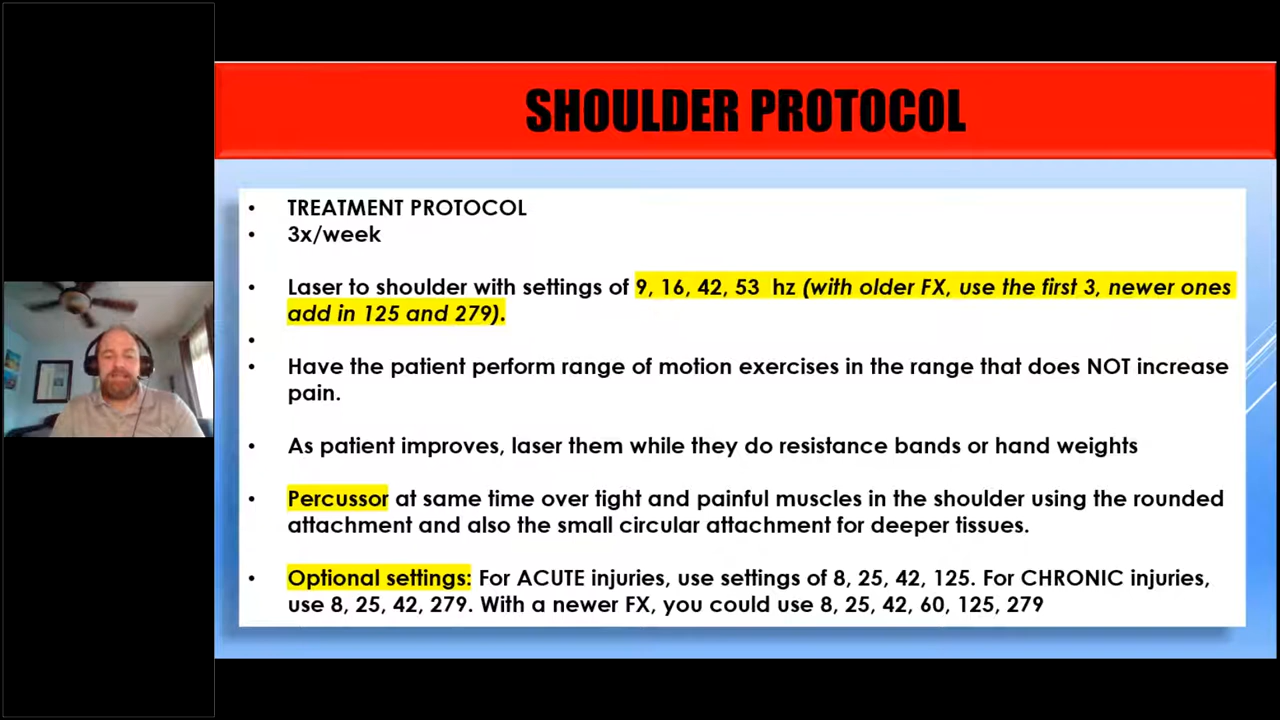 SHOULDER PROTOCOL
• TREATMENT PROTOCOL
• 3x/week
• Laser to shoulder with settings of 9, 16, 42, 53 hz (with older FX, use the first 3, newer ones
add in 125 and 279).
•
• Have the patient perform range of motion exercises in the range that does NOT increase
pain.
• As patient improves, laser them while they do resistance bands or hand weights
• Percussor at same time over tight and painful muscles in the shoulder using the rounded
attachment and also the small circular attachment for deeper tissues.
• Optional settings: For ACUTE injuries, use settings of 8, 25, 42, 125. For CHRONIC injuries,
use 8, 25, 42, 279. With a newer FX, you could use 8, 25, 42, 60, 125, 279